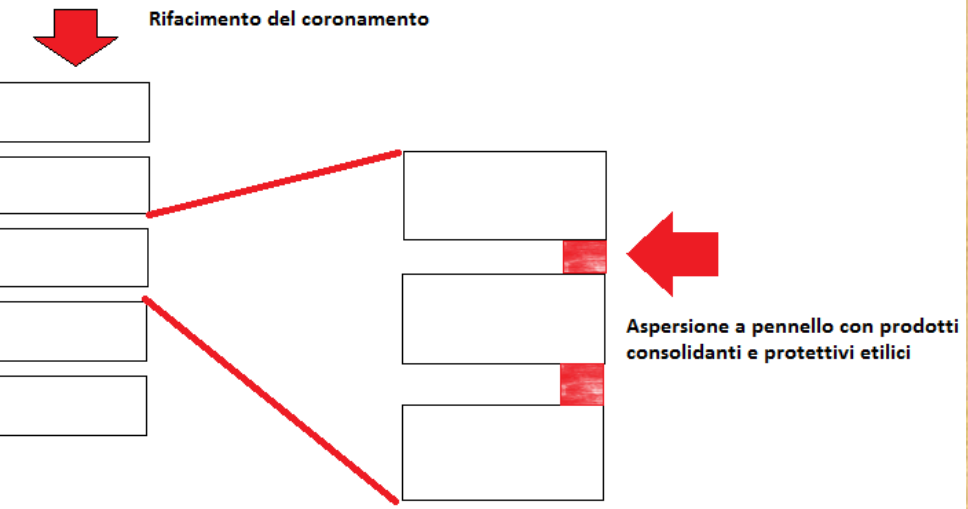 Rifacimento del coronamento
Aspersione a pennello con prodotti
consolidanti e protettivi etilici